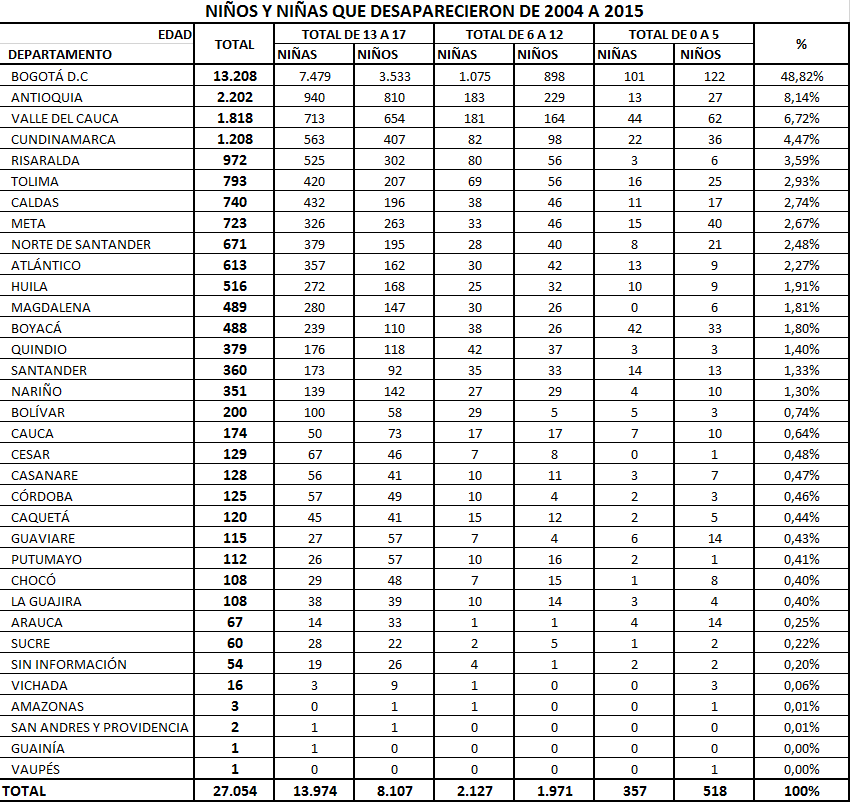 NIÑOS Y NIÑAS QUE DESAPARECIERON DE 2004 A 2015
EDAD TOTAL TOTAL DE 13 A 17 TOTAL DE 6 A 12 TOTAL DE 0 A 5 %
DEPARTAMENTO NIÑAS NIÑOS NIÑAS NIÑOS NIÑAS NIÑOS
BOGOTÁ D.C 13.208 7.479 3.533 1.075 898 101 122 48,82%
ANTIOQUIA 2.202 940 810 183 229 13 27 8,14%
VALLE DEL CAUCA 1.818 713 654 181 164 44 62 6,72%
CUNDINAMARCA 1.208 563 407 82 98 22 36 4,47%
RISARALDA 972 525 302 80 56 3 6 3,59%
TOLIMA 793 420 207 69 56 16 25 2,93%
CALDAS 740 432 196 38 46 11 17 2,74%
META 723 326 263 33 46 15 40 2,67%
NORTE DE SANTANDER 671 379 195 28 40 8 21 2,48%
ATLÁNTICO 613 357 162 30 42 13 9 2,27%
HUILA 516 272 168 25 32 10 9 1,91%
MAGDALENA 489 280 147 30 26 0 6 1,81%
BOYACÁ 488 239 110 38 26 42 33 1,80%
QUINDIO 379 176 118 42 37 3 3 1,40%
SANTANDER 360 173 92 35 33 14 13 1,33%
NARIÑO 351 139 142 27 29 4 10 1,30%
BOLÍVAR 200 100 58 29 5 5 3 0,74%
CAUCA 174 50 73 17 17 7 10 0,64%
CESAR 129 67 46 7 8 0 1 0,48%
CASANARE 128 56 41 10 11 3 7 0,47%
CÓRDOBA 125 57 49 10 4 2 3 0,46%
CAQUETÁ 120 45 41 15 12 2 5 0,44%
GUAVIARE 115 27 57 7 4 6 14 0,43%
PUTUMAYO 112 26 57 10 16 2 1 0,41%
CHOCÓ 108 29 48 7 15 1 8 0,40%
LA GUAJIRA 108 38 39 10 14 3 4 0,40%
ARAUCA 67 14 33 1 1 4 14 0,25%
SUCRE 60 28 22 2 5 1 2 0,22%
SIN INFORMACIÓN 54 19 26 4 1 2 2 0,20%
VICHADA 16 3 9 1 0 0 3 0,06%
AMAZONAS 3 0 1 1 0 0 1 0,01%
SAN ANDRES Y PROVIDENCIA 2 1 1 0 0 0 0 0,01%
GUAINÍA 1 1 0 0 0 0 0 0,00%
VAUPÉS 1 0 0 0 0 0 1 0,00%
TOTAL 27.054 13.974 8.107 2.127 1.971 357 518 100%